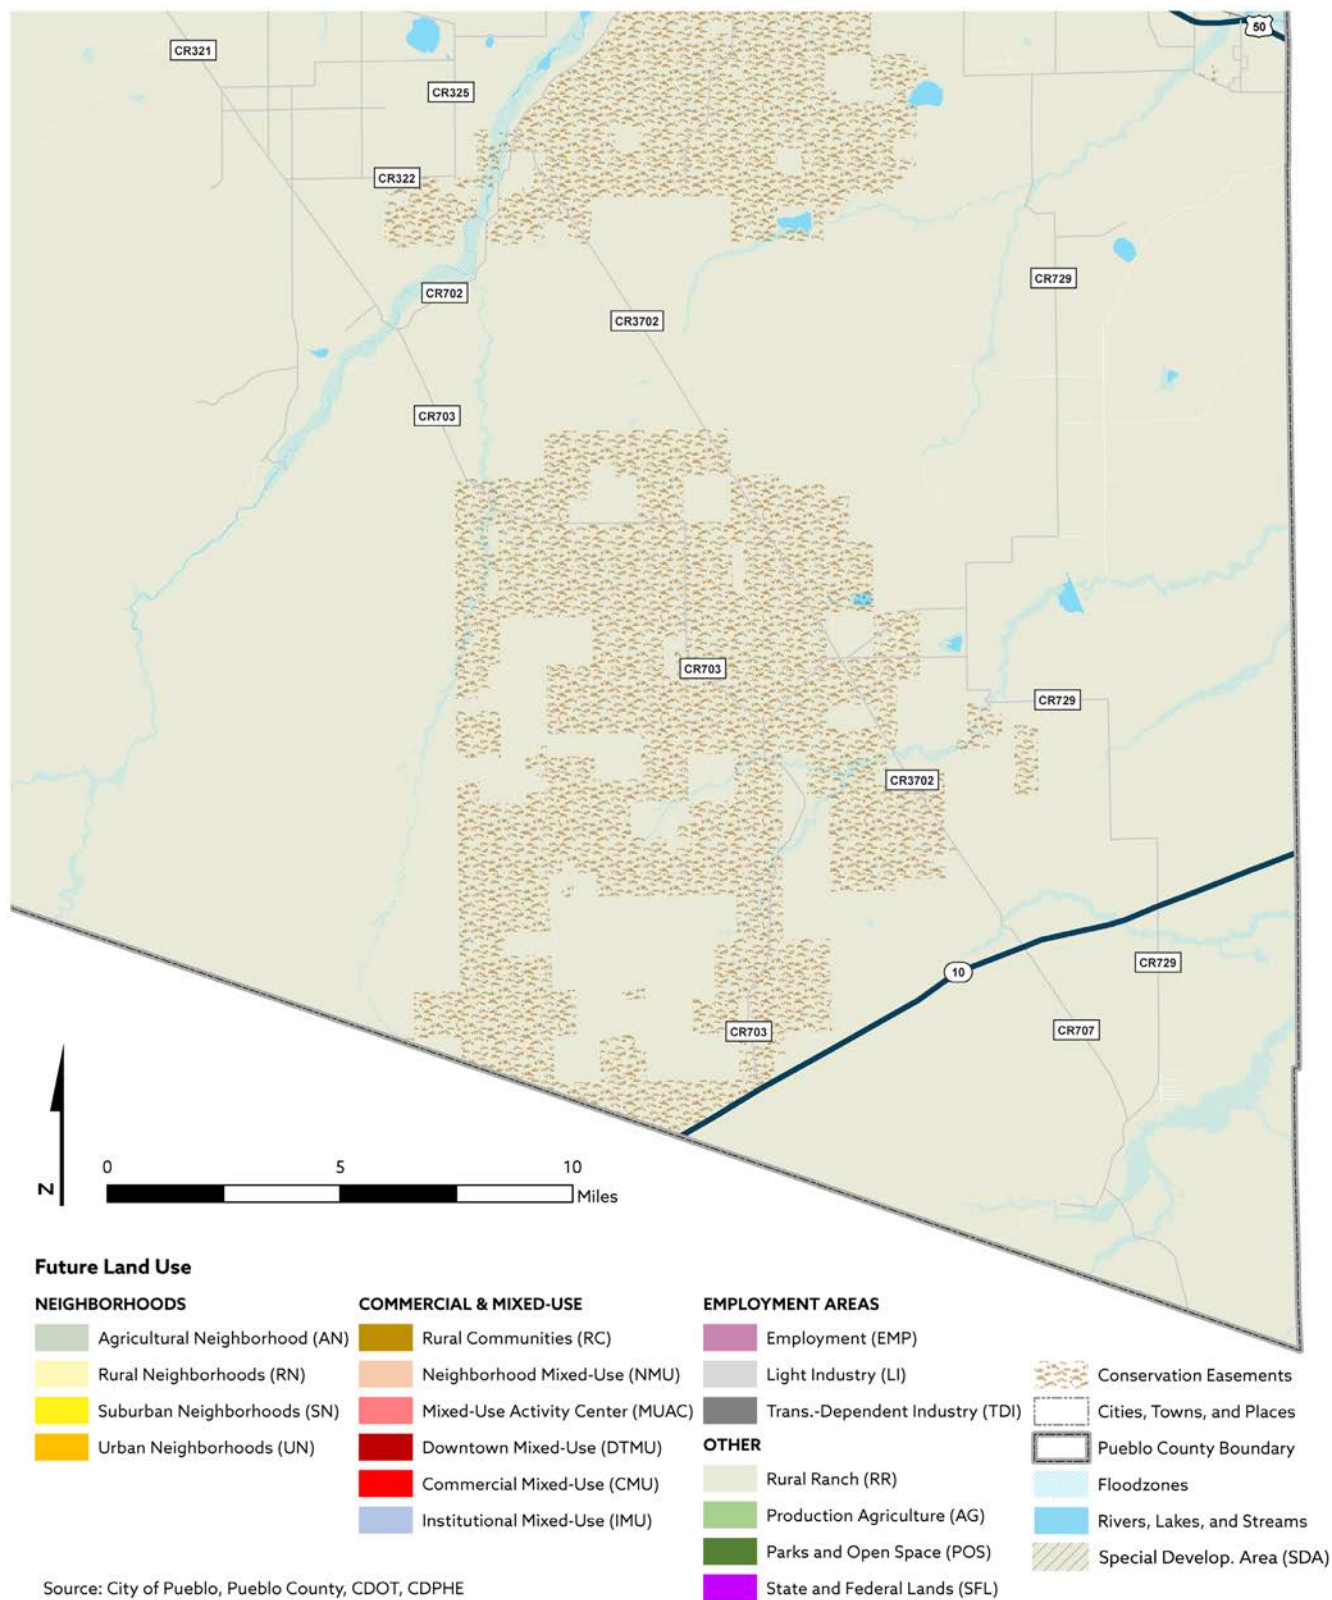 50
CR321
CR325
CR322
CR729
CR702
CR3702
CR703
CR703
CR729
CR3702
CR729
10
CR703
CR707
N
0 5 10
Miles
Future Land Use
NEIGHBORHOODS
Agricultural Neighborhood (AN)
Rural Neighborhoods (RN)
Suburban Neighborhoods (SN)
Urban Neighborhoods (UN)
COMMERCIAL & MIXED-USE
Rural Communities (RC)
Neighborhood Mixed-Use (NMU)
Mixed-Use Activity Center (MUAC)
Downtown Mixed-Use (DTMU)
Commercial Mixed-Use (CMU)
Institutional Mixed-Use (IMU)
EMPLOYMENT AREAS
Employment (EMP)
Light Industry (LI)
Trans.-Dependent Industry (TDI)
OTHER
Rural Ranch (RR)
Production Agriculture (AG)
Parks and Open Space (POS)
State and Federal Lands (SFL)
Conservation Easements
Cities, Towns, and Places
Pueblo County Boundary
Floodzones
Rivers, Lakes, and Streams
Special Develop. Area (SDA)
Source: City of Pueblo, Pueblo County, CDOT, CDPHE